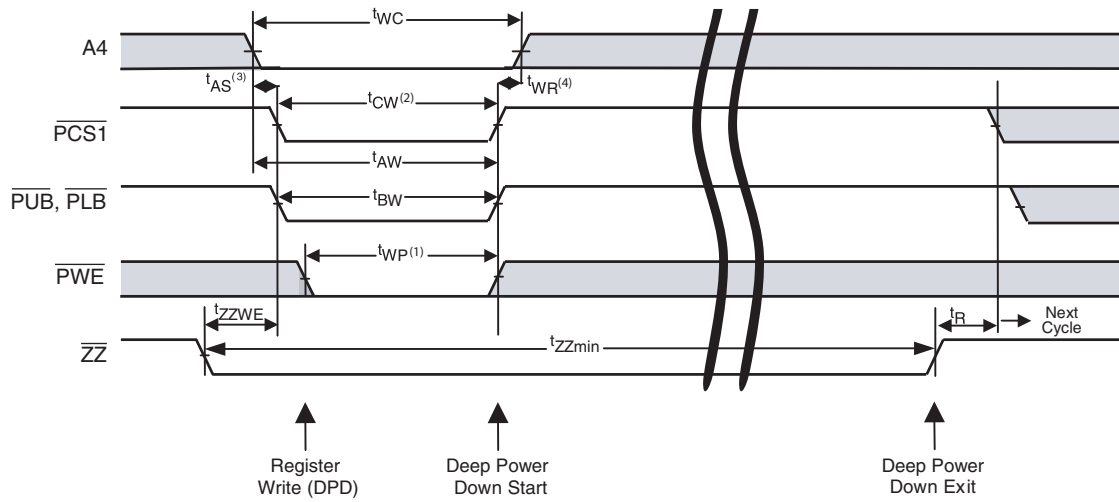 tWC
A4
tAS(3)
tWR(4)
tCW(2)
PCS1
tAW
PUB, PLB
tBW
tWP(1)
PWE
tZZWE
tR
Next
Cycle
ZZ
tZZmin
Register
Write (DPD)
Deep Power
Down Start
Deep Power
Down Exit